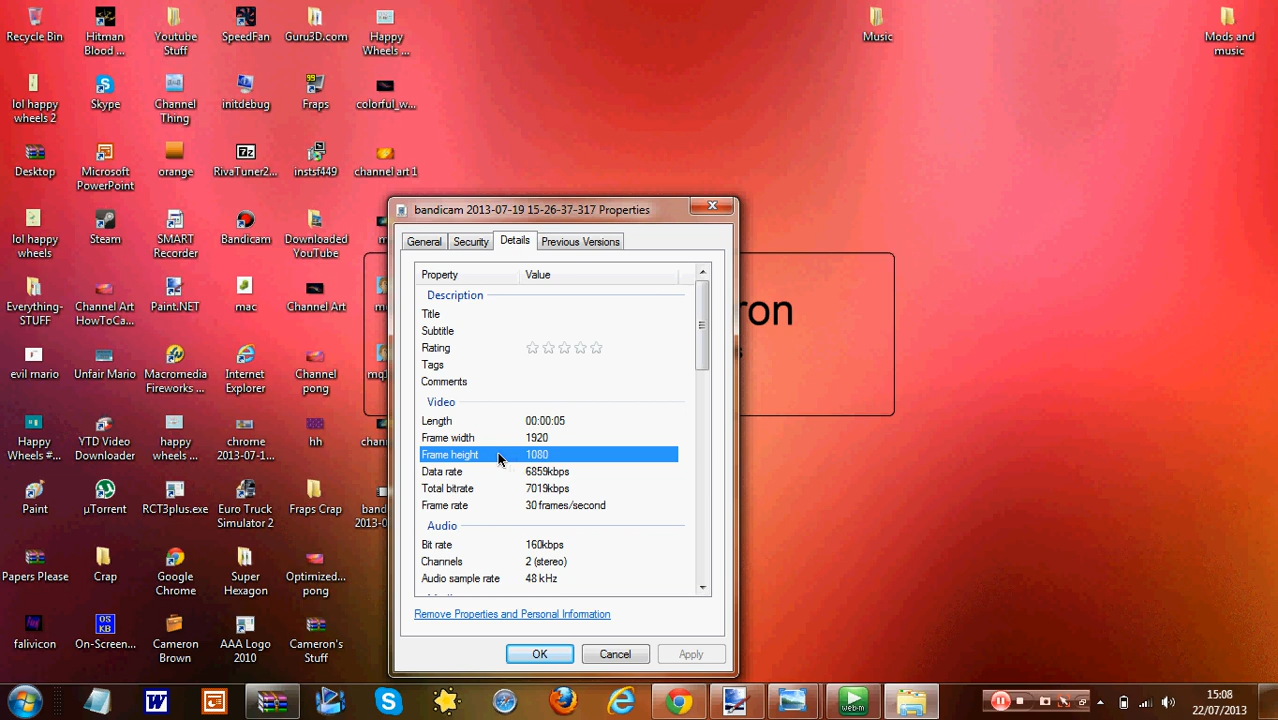 Recycle Bin
Hitman
Blood ...
Youtube
Stuff
SpeedFan
Guru3D.com
Happy
Wheels ...
Music
Mods and
music
lol happy
wheels 2
Skype
Channel
Thing
initdebug
Fraps
colorful_w...
Desktop
Microsoft
PowerPoint
orange
RivaTuner2...
instsf449
channel art 1
lol happy
wheels
Steam
SMART
Recorder
Bandicam
Downloaded
YouTube
Everything-
STUFF
Channel Art
HowToCa...
Paint.NET
mac
Channel Art
evil mario
Unfair Mario
Macromedia
Fireworks ...
Internet
Explorer
Channel
pong
mq1
Happy
Wheels #...
YTD Video
Downloader
happy
wheels ...
chrome
2013-07-1...
hh
chann
Paint
µTorrent
RCT3plus.exe
Euro Truck
Simulator 2
Fraps Crap
band
2013-0
Papers Please
Crap
Google
Chrome
Super
Hexagon
Optimized...
pong
falivicon
OS
KB
On-Screen...
Cameron
Brown
AAA Logo
2010
Cameron's
Stuff
ron
s
bandicam 2013-07-19 15-26-37-317 Properties
General
Security
Details
Previous Versions
Property Value
Description
Title
Subtitle
Rating
Tags
Comments
Video
Length 00:00:05
Frame width 1920
Frame height 1080
Data rate 6859kbps
Total bitrate 7019kbps
Frame rate 30 frames/second
Audio
Bit rate 160kbps
Channels 2 (stereo)
Audio sample rate 48 kHz
Remove Properties and Personal Information
OK
Cancel
Apply
web-m
15:08
22/07/2013